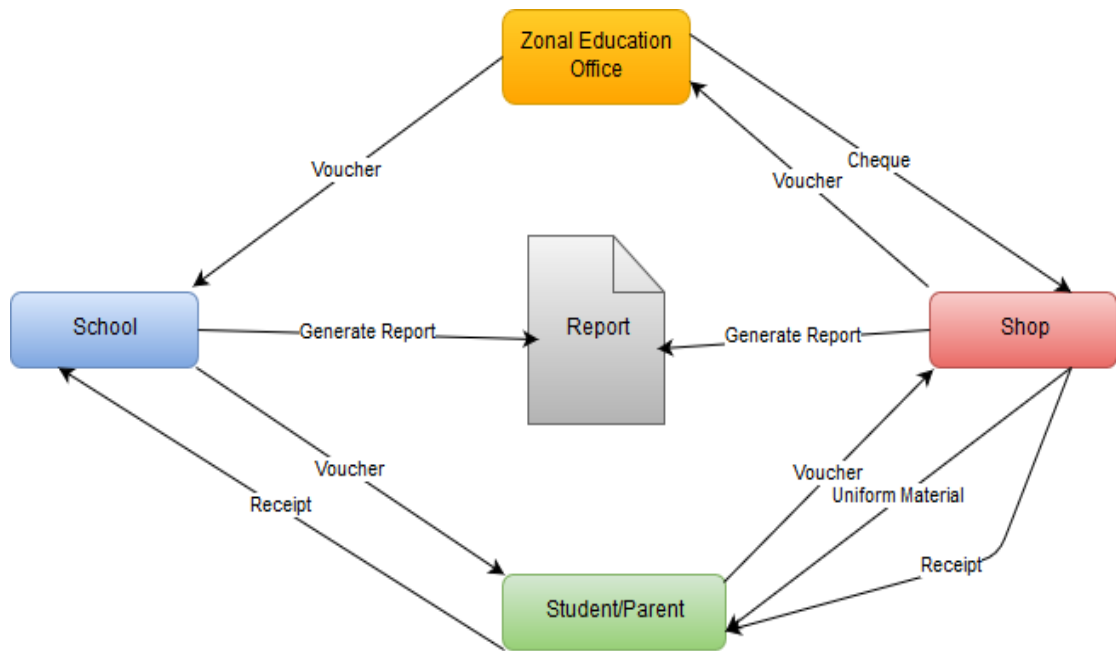 Zonal Education
Office
Voucher
Cheque
Voucher
School
Generate Report
Report
Generate Report
Shop
Voucher
Voucher
Receipt
Uniform Material
Receipt
Student/Parent